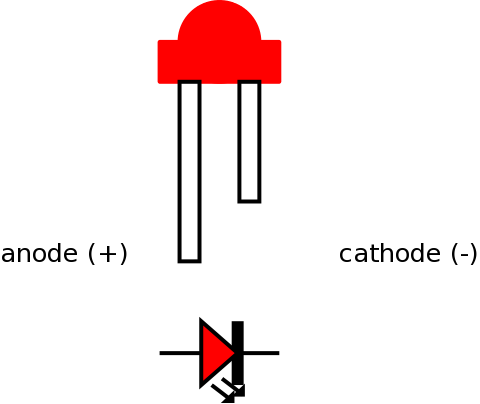 anode (+)
cathode (-)